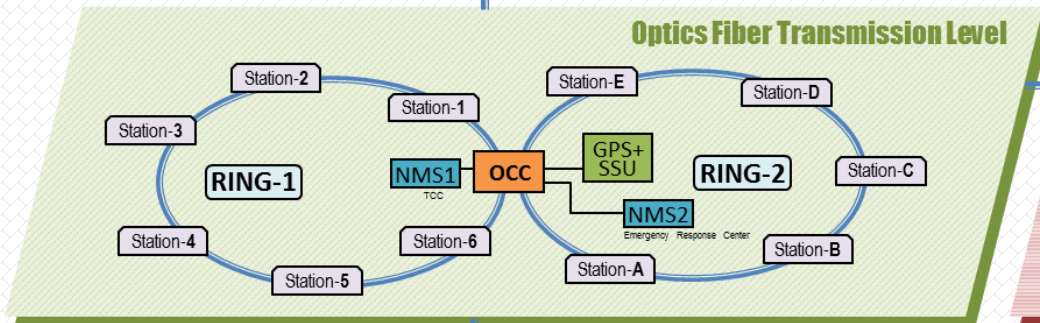 Optics Fiber Transmission Level
Station-2
Station-1
Station-3
RING-1
Station-4
Station-5
Station-6
NMS1
TCC
OCC
GPS+
SSU
NMS2
Emergency Response Center
RING-2
Station-E
Station-D
Station-C
Station-B
Station-A